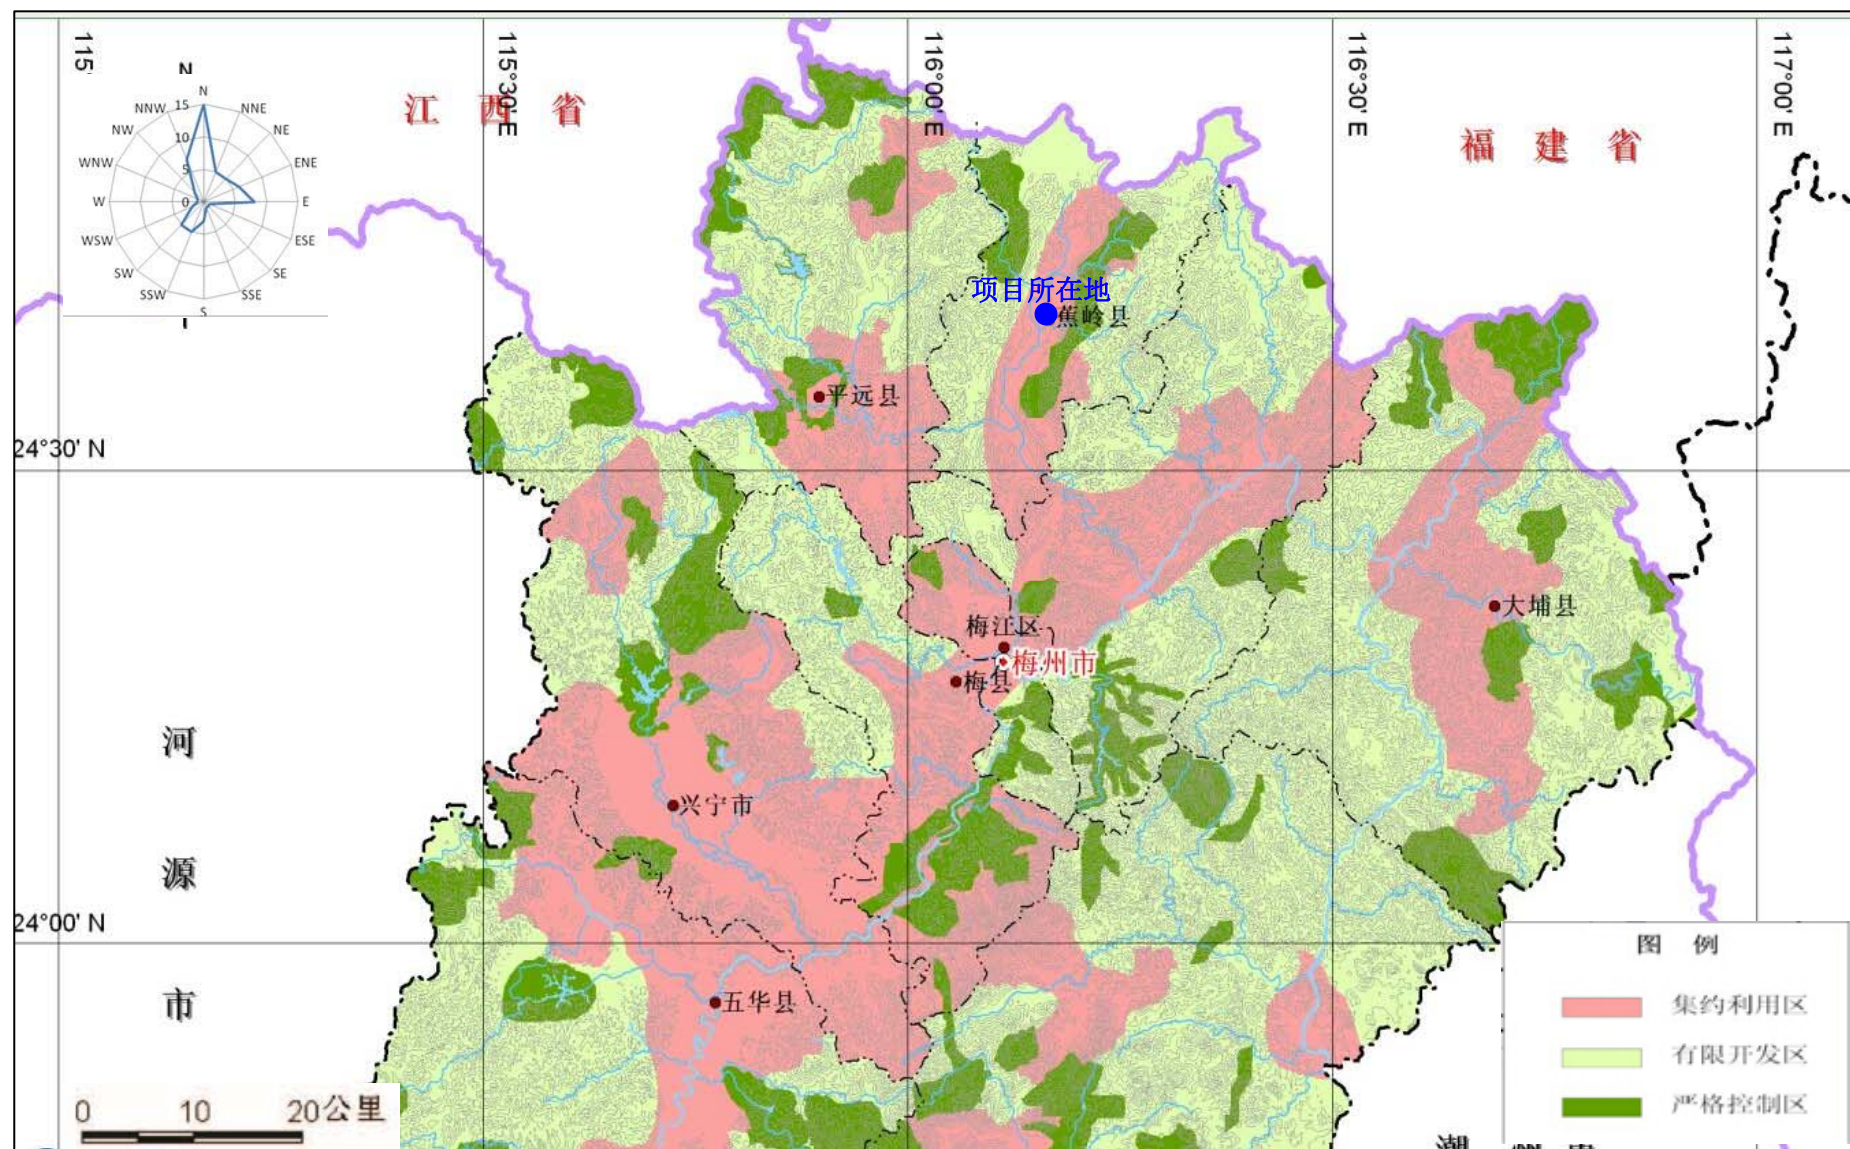 115
115°30' E
116°00' E
116°30' E
117°00' E
N
N
NNE
NE
ENE
E
ESE
SE
SSE
S
SSW
SW
WSW
W
WNW
NW
NNW
15
10
5
0
江西省
福建省
项目所在地
蕉岭县
平远县
24°30' N
大埔县
梅江区
梅州市
梅县
河源市
兴宁市
24°00' N
五华县
图 例
集约利用区
有限开发区
严格控制区
0 10 20公里
潮